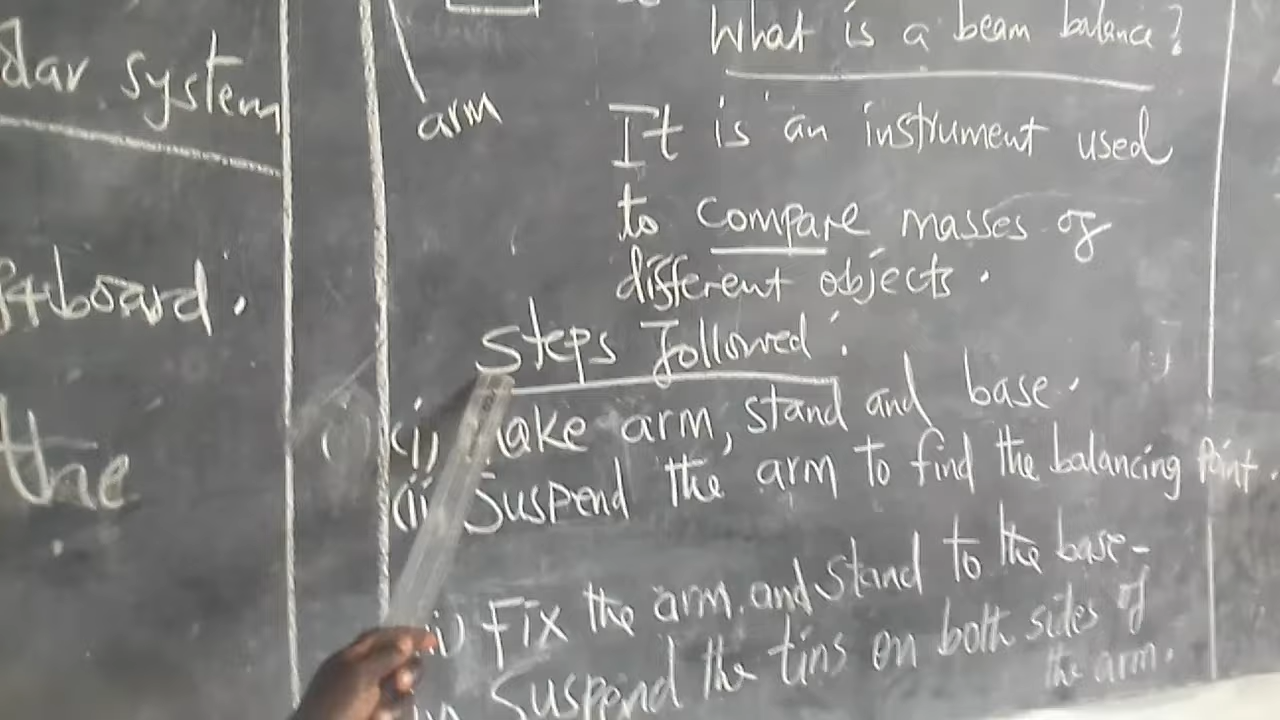 system
board.
the
arm
What is a beam balance?
It is an instrument used
to compare masses of
different objects.
Steps Followed:
(i) ake arm, stand and base.
(ii Suspend the arm to find the balancing Point.
i) Fix the arm and stand to the base-
Suspend the tins on both sides of
the arm.